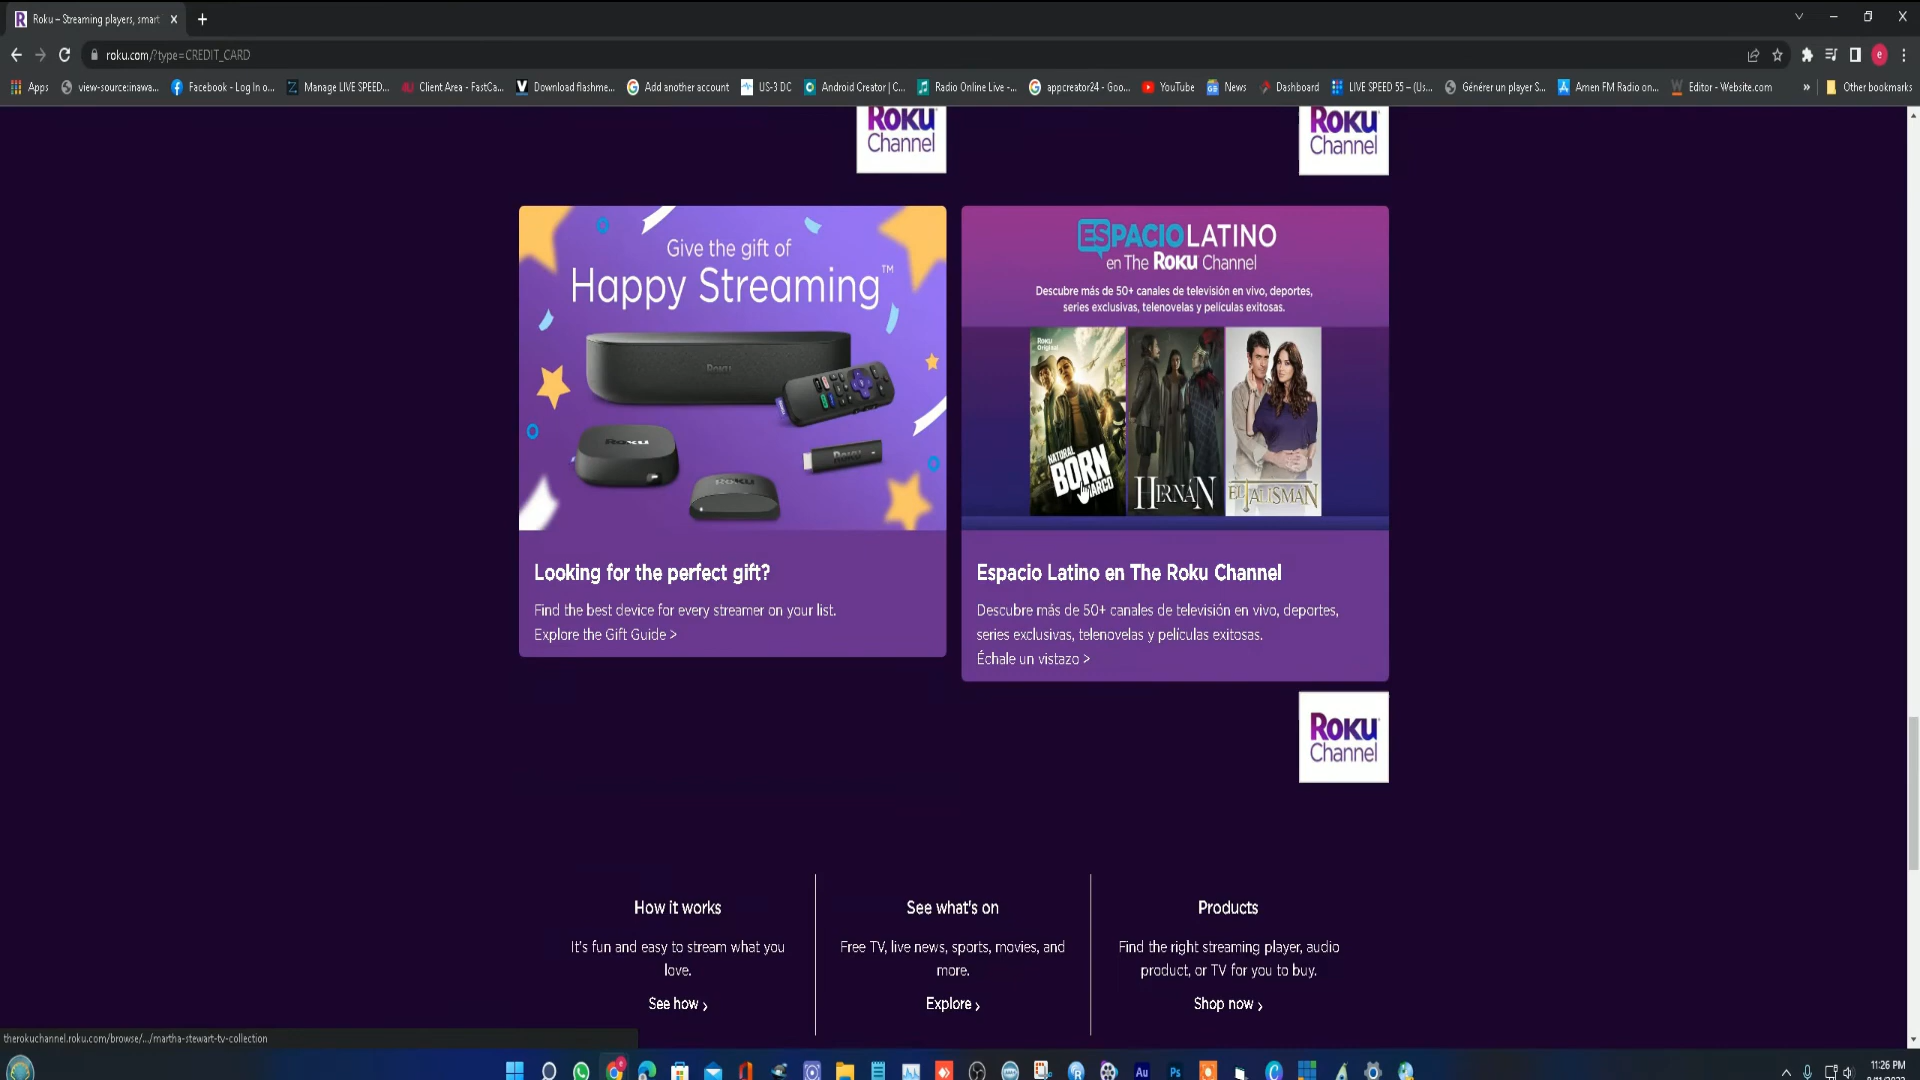 Roku – Streaming players, smart
roku.com/?type=CREDIT_CARD
Apps
view-source:inawa...
Facebook - Log In o...
Manage LIVE SPEED...
Client Area - FastCa...
Download flashme...
Add another account
US-3 DC
Android Creator | C...
Radio Online Live -...
appcreator24 - Goo...
YouTube
News
Dashboard
LIVE SPEED 55 – (Us...
Générer un player S...
Amen FM Radio on...
Editor - Website.com
»
Other bookmarks
ROKU
Channel
ROKU
Channel
Give the gift of
Happy Streaming™
ROKU
ROKU
ROKU
ROKU
ESPACIO LATINO
en The ROKU Channel
Descubre más de 50+ canales de televisión en vivo, deportes,
series exclusivas, telenovelas y películas exitosas.
ROKU
Original
NATURAL
BORN
NARCO
HERNÁN
EL TALISMAN
Looking for the perfect gift?
Find the best device for every streamer on your list.
Explore the Gift Guide >
Espacio Latino en The Roku Channel
Descubre más de 50+ canales de televisión en vivo, deportes,
series exclusivas, telenovelas y películas exitosas.
Échale un vistazo >
ROKU
Channel
How it works
It's fun and easy to stream what you
love.
See how >
See what's on
Free TV, live news, sports, movies, and
more.
Explore >
Products
Find the right streaming player, audio
product, or TV for you to buy.
Shop now >
therokuchannel.roku.com/browse/.../martha-stewart-tv-collection
11:26 PM